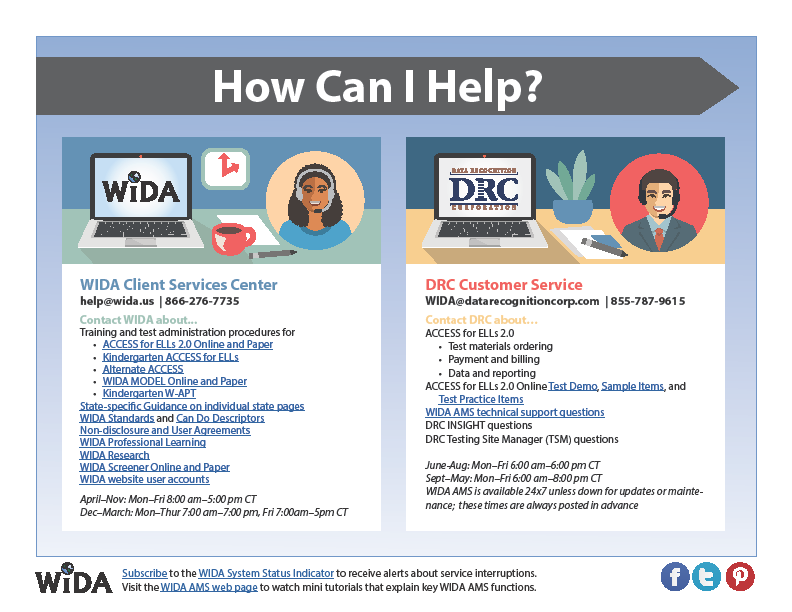 How Can I Help?
WiDA
DATA RECOGNITION
DRC
CORPORATION
WIDA Client Services Center
help@wida.us | 866-276-7735
Contact WIDA about...
Training and test administration procedures for
• ACCESS for ELLs 2.0 Online and Paper
• Kindergarten ACCESS for ELLs
• Alternate ACCESS
• WIDA MODEL Online and Paper
• Kindergarten W-APT
State-specific Guidance on individual state pages
WIDA Standards and Can Do Descriptors
Non-disclosure and User Agreements
WIDA Professional Learning
WIDA Research
WIDA Screener Online and Paper
WIDA website user accounts
April–Nov: Mon–Fri 8:00 am–5:00 pm CT
Dec–March: Mon–Thur 7:00 am–7:00 pm, Fri 7:00am–5pm CT
DRC Customer Service
WIDA@datarecognitioncorp.com | 855-787-9615
Contact DRC about…
ACCESS for ELLs 2.0
• Test materials ordering
• Payment and billing
• Data and reporting
ACCESS for ELLs 2.0 Online Test Demo, Sample Items, and
Test Practice Items
WIDA AMS technical support questions
DRC INSIGHT questions
DRC Testing Site Manager (TSM) questions
June-Aug: Mon–Fri 6:00 am–6:00 pm CT
Sept–May: Mon–Fri 6:00 am–8:00 pm CT
WIDA AMS is available 24x7 unless down for updates or mainte-
nance; these times are always posted in advance
WiDA
Subscribe to the WIDA System Status Indicator to receive alerts about service interruptions.
Visit the WIDA AMS web page to watch mini tutorials that explain key WIDA AMS functions.